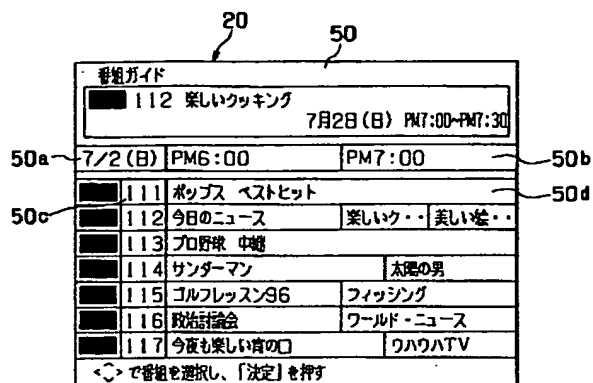 20
50
番組ガイド
112 楽しいクッキング
7月2日(日) PM7:00~PM7:30
50a 7/2(日) PM6:00 PM7:00 50b
111 ポップス ベストヒット 50d
50c
112 今日のニュース 楽しいク・・ 美しい絵・・
113 プロ野球 中継
114 サンダーマン 太陽の男
115 ゴルフレッスン96 フィッシング
116 政治討論会 ワールド・ニュース
117 今夜も楽しい宵の口 ワハワハTV
で番組を選択し、「決定」を押す